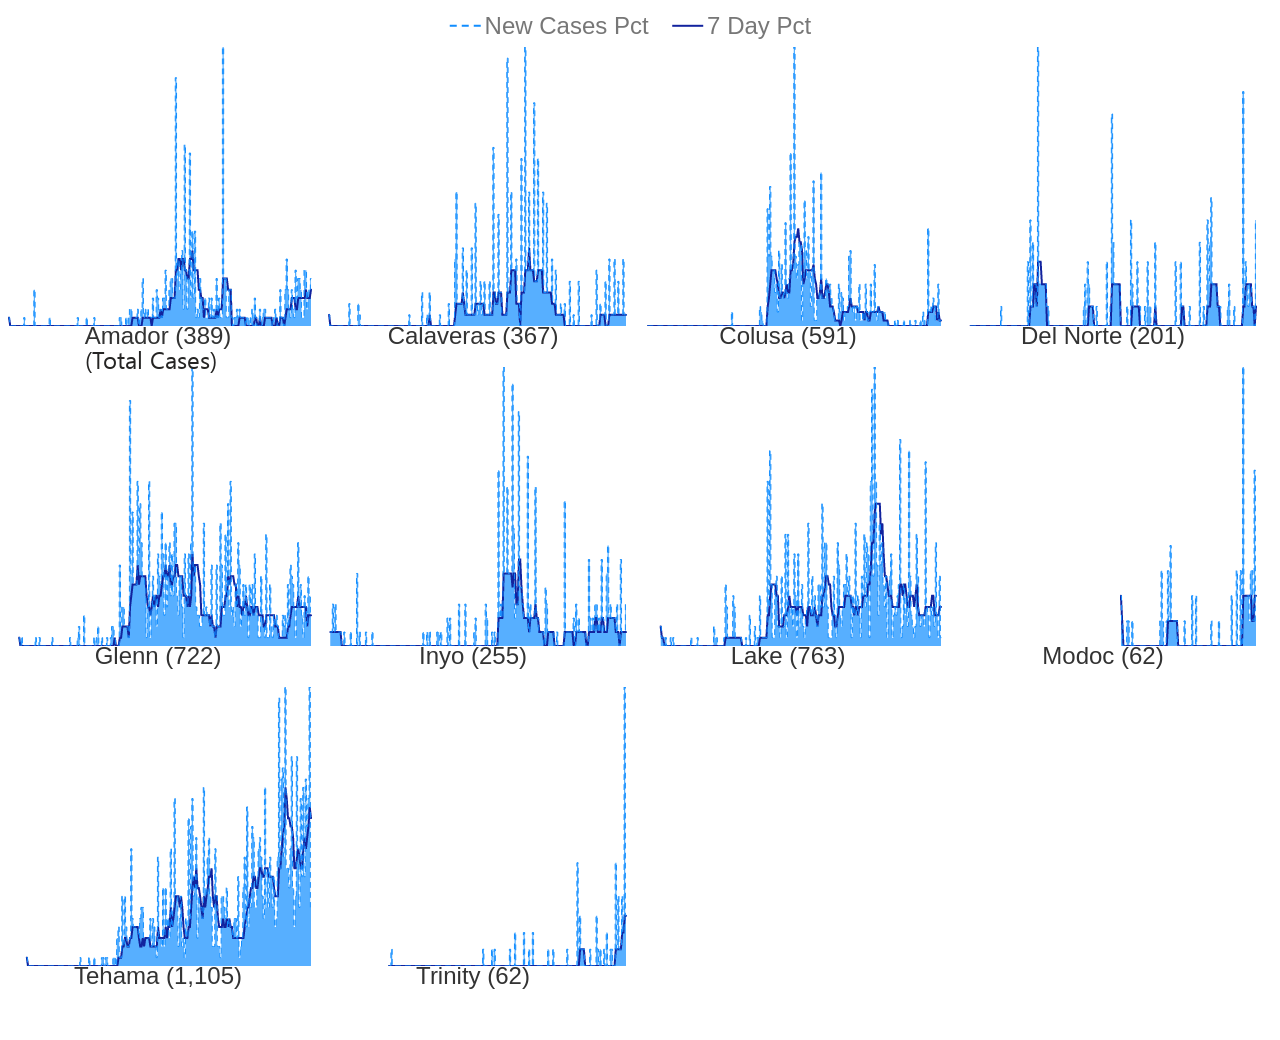 New Cases Pct 7 Day Pct
Amador (389) Calaveras (367) Colusa (591) Del Norte (201)
(Total Cases)
Glenn (722) Inyo (255) Lake (763) Modoc (62)
Tehama (1,105) Trinity (62)